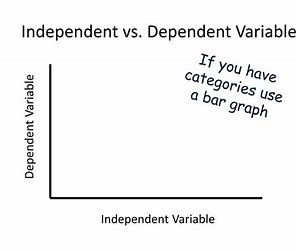 Independent vs. Dependent Variable
If you have
categories use
a bar graph
Dependent Variable
Independent Variable